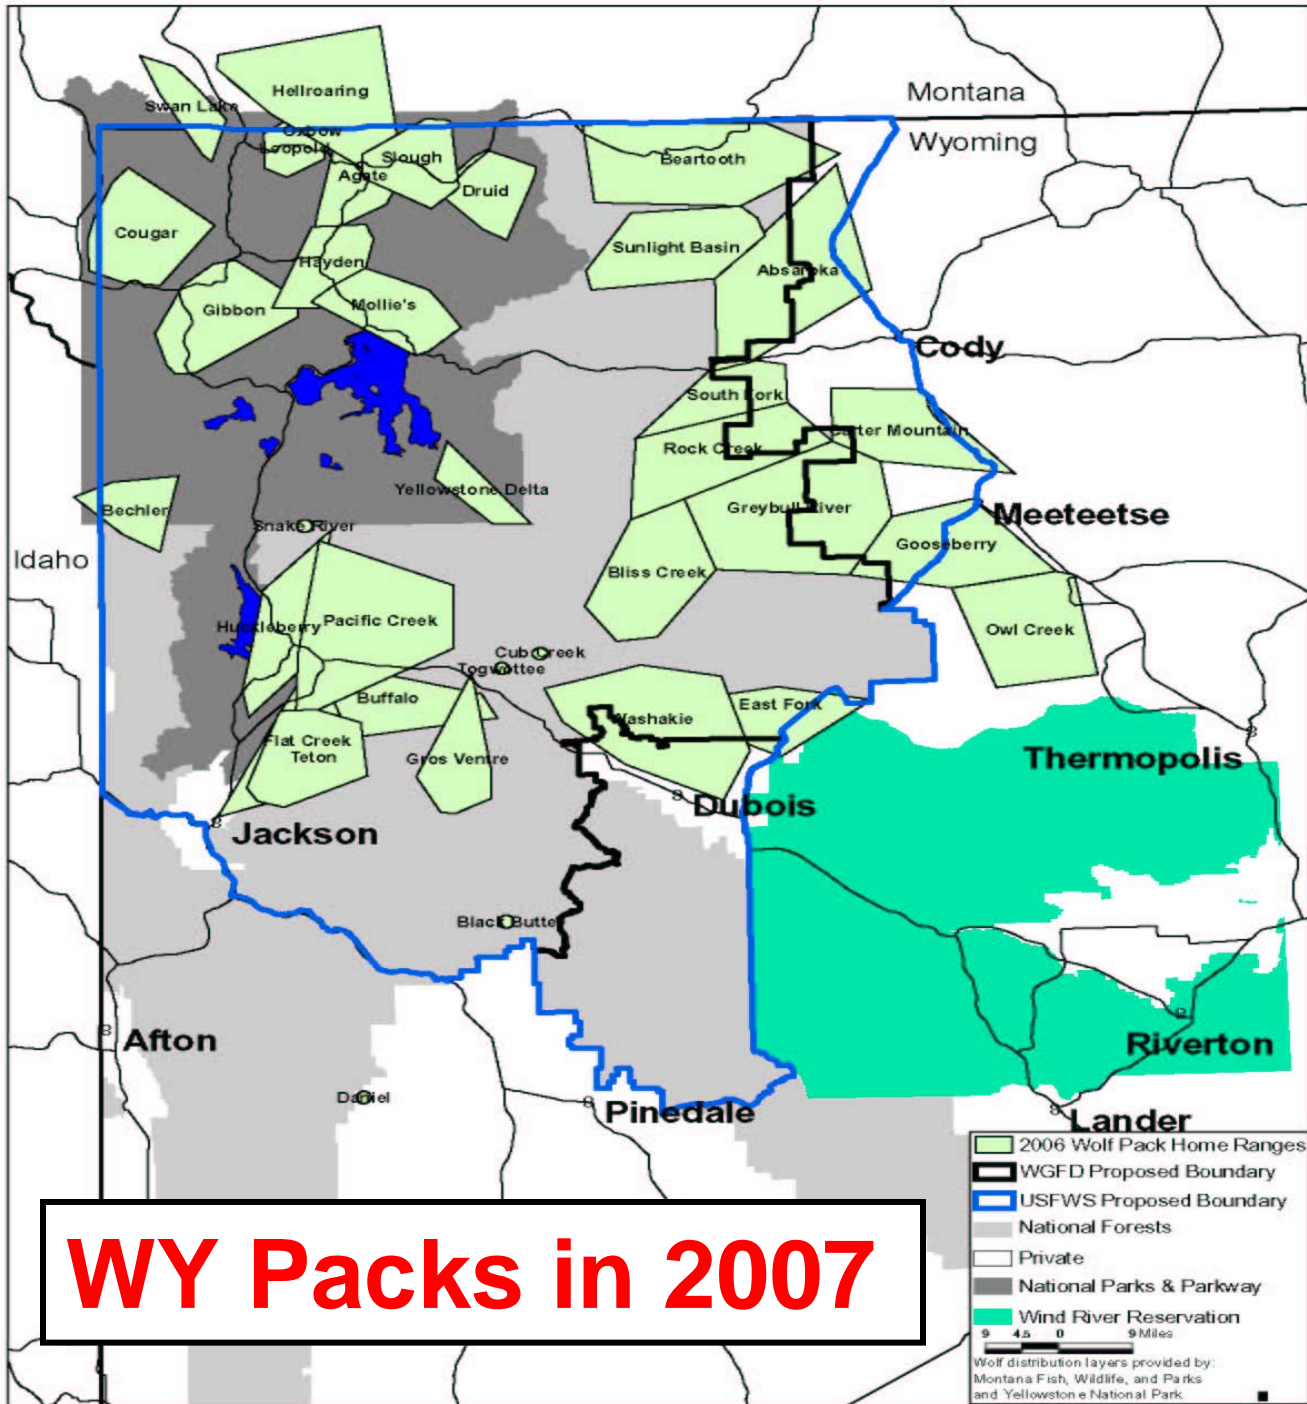 Montana
Wyoming
Hellroaring
Swan Lake
Oxbow
Leopold
Slough
Agate
Druid
Beartooth
Cougar
Sunlight Basin
Hayden
Absaroka
Gibbon
Mollie's
Cody
South Fork
Carter Mountain
Rock Creek
Yellowstone Delta
Bechler
Greybull River
Meeteetse
Snake River
Gooseberry
Idaho
Bliss Creek
Huckleberry
Pacific Creek
Owl Creek
Cub Creek
Togwottee
Buffalo
East Fork
Washakie
Flat Creek
Teton
Gros Ventre
Thermopolis
Dubois
Jackson
Black Butte
Afton
Riverton
Daniel
Pinedale
Lander
2006 Wolf Pack Home Ranges
WGFD Proposed Boundary
USFWS Proposed Boundary
National Forests
Private
National Parks & Parkway
Wind River Reservation
9 4.5 0 9 Miles
Wolf distribution layers provided by:
Montana Fish, Wildlife, and Parks
and Yellowstone National Park
WY Packs in 2007